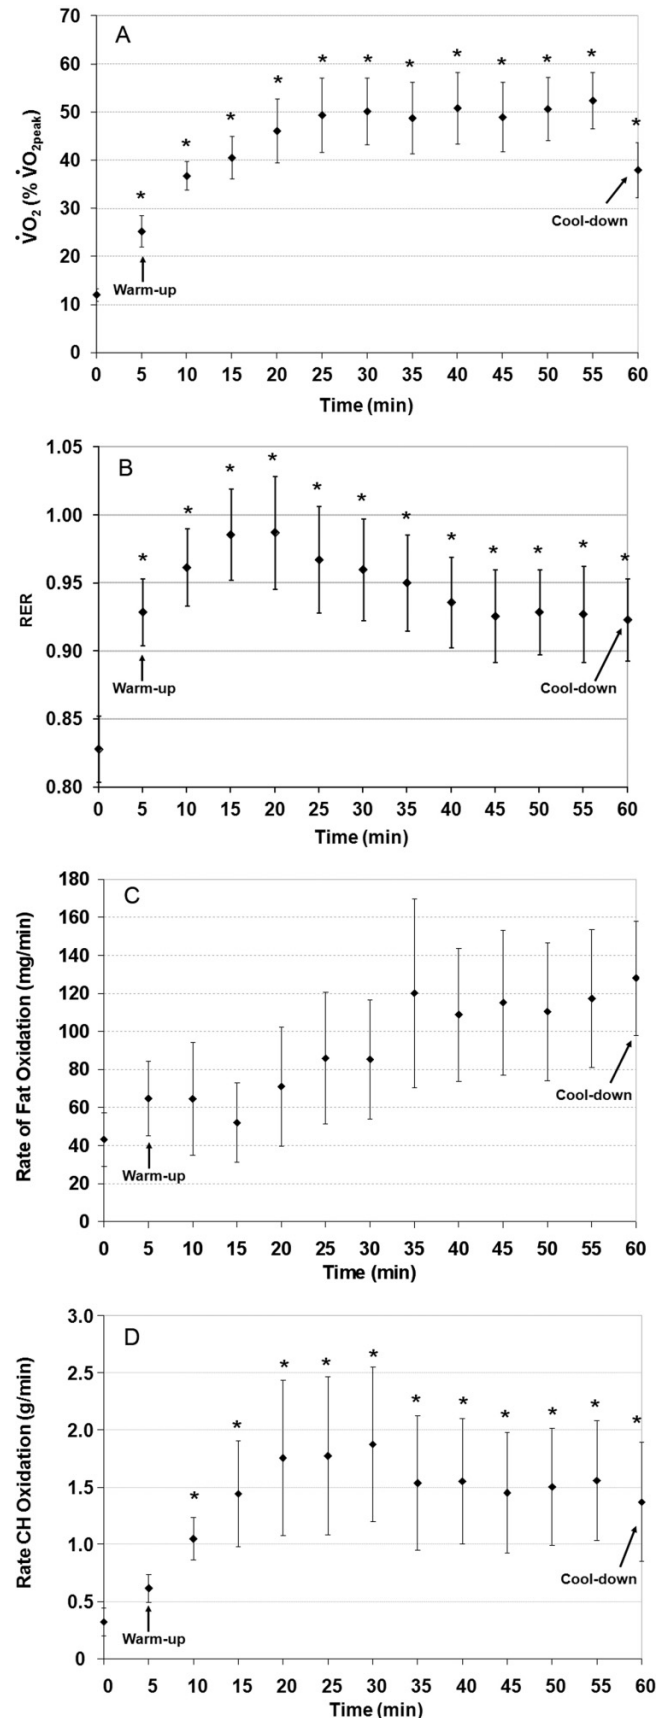 A
70
60
50
40
30
20
10
0
V̇O2 (% V̇O2peak)
* * * * * * * * * * * *
Warm-up
Cool-down
0 5 10 15 20 25 30 35 40 45 50 55 60
Time (min)
B
1.05
1.00
0.95
0.90
0.85
0.80
RER
* * * * * * * * * * * *
Warm-up
Cool-down
0 5 10 15 20 25 30 35 40 45 50 55 60
Time (min)
C
180
160
140
120
100
80
60
40
20
0
Rate of Fat Oxidation (mg/min)
Warm-up
Cool-down
0 5 10 15 20 25 30 35 40 45 50 55 60
Time (min)
D
3.0
2.5
2.0
1.5
1.0
0.5
0
Rate CH Oxidation (g/min)
* * * * * * * * * * *
Warm-up
Cool-down
0 5 10 15 20 25 30 35 40 45 50 55 60
Time (min)